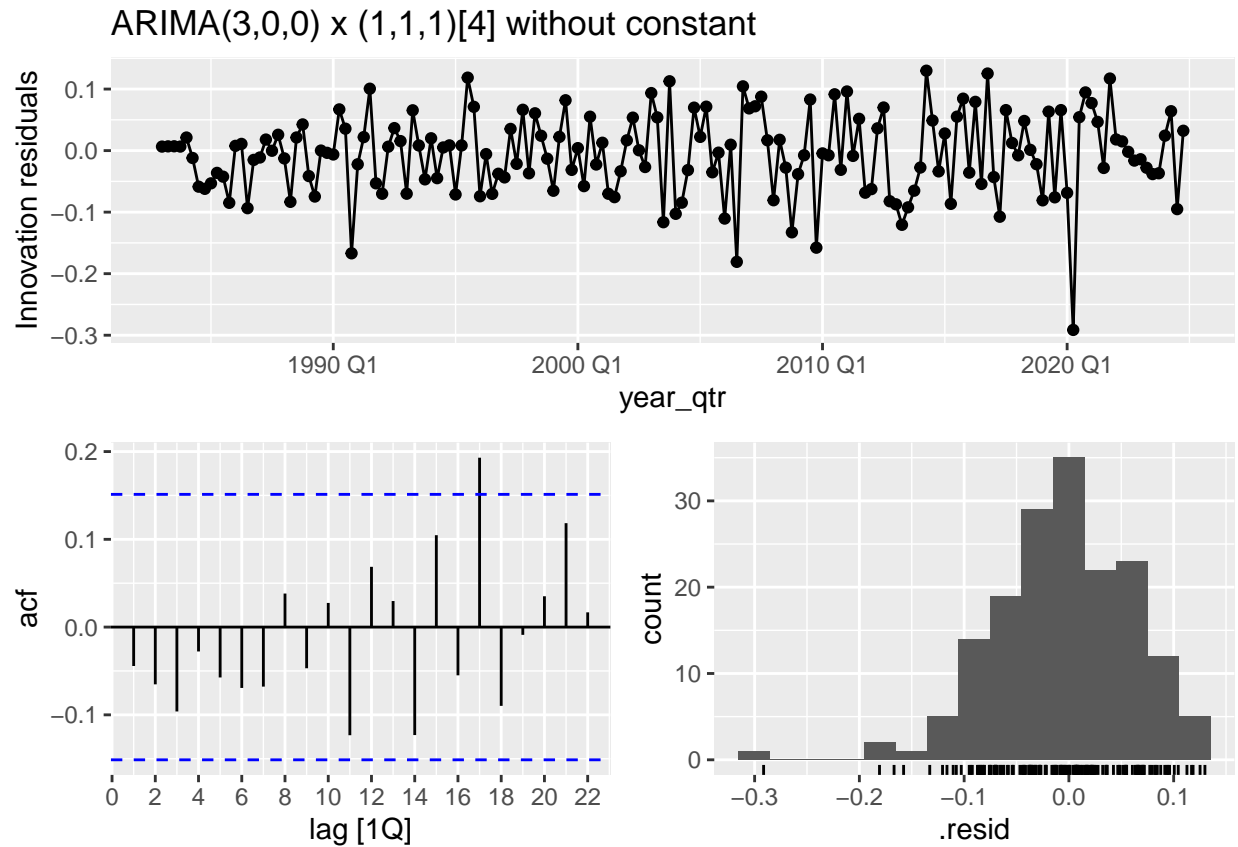 ARIMA(3,0,0) x (1,1,1)[4] without constant
Innovation residuals
0.1
0.0
−0.1
−0.2
−0.3
1990 Q1 2000 Q1 2010 Q1 2020 Q1
year_qtr
acf
0.2
0.1
0.0
−0.1
0 2 4 6 8 10 12 14 16 18 20 22
lag [1Q]
count
30
20
10
0
−0.3 −0.2 −0.1 0.0 0.1
.resid